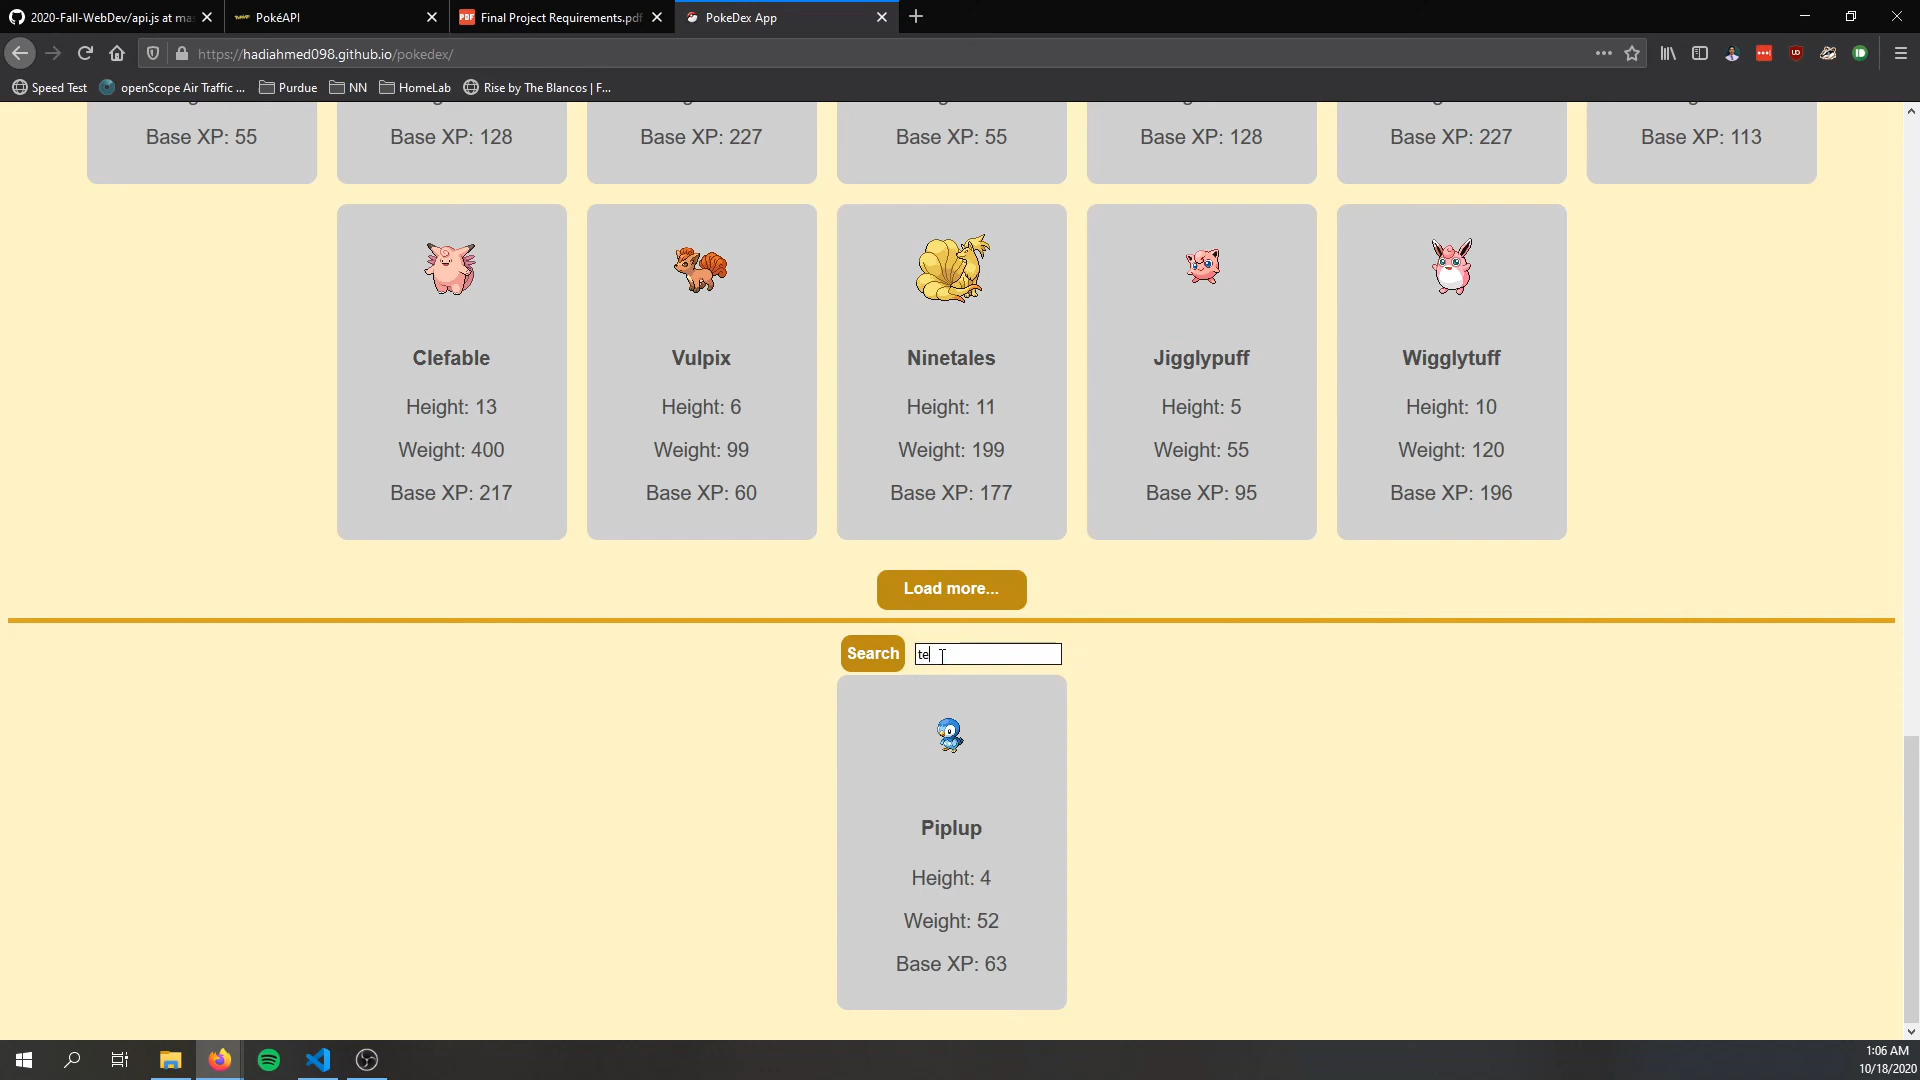 2020-Fall-WebDev/api.js at ma
PokéAPI
Final Project Requirements.pdf
PokeDex App
https://hadiahmed098.github.io/pokedex/
Speed Test
openScope Air Traffic ...
Purdue
NN
HomeLab
Rise by The Blancos | F...
Base XP: 55
Base XP: 128
Base XP: 227
Base XP: 55
Base XP: 128
Base XP: 227
Base XP: 113
Clefable
Height: 13
Weight: 400
Base XP: 217
Vulpix
Height: 6
Weight: 99
Base XP: 60
Ninetales
Height: 11
Weight: 199
Base XP: 177
Jigglypuff
Height: 5
Weight: 55
Base XP: 95
Wigglytuff
Height: 10
Weight: 120
Base XP: 196
Load more...
Search
te
Piplup
Height: 4
Weight: 52
Base XP: 63
1:06 AM
10/18/2020